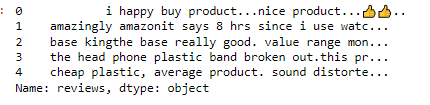 : 0 i happy buy product...nice product...👍👍..
1 amazingly amazonit says 8 hrs since i use watc...
2 base kingthe base really good. value range mon...
3 the head phone plastic band broken out.this pr...
4 cheap plastic, average product. sound distorte...
Name: reviews, dtype: object